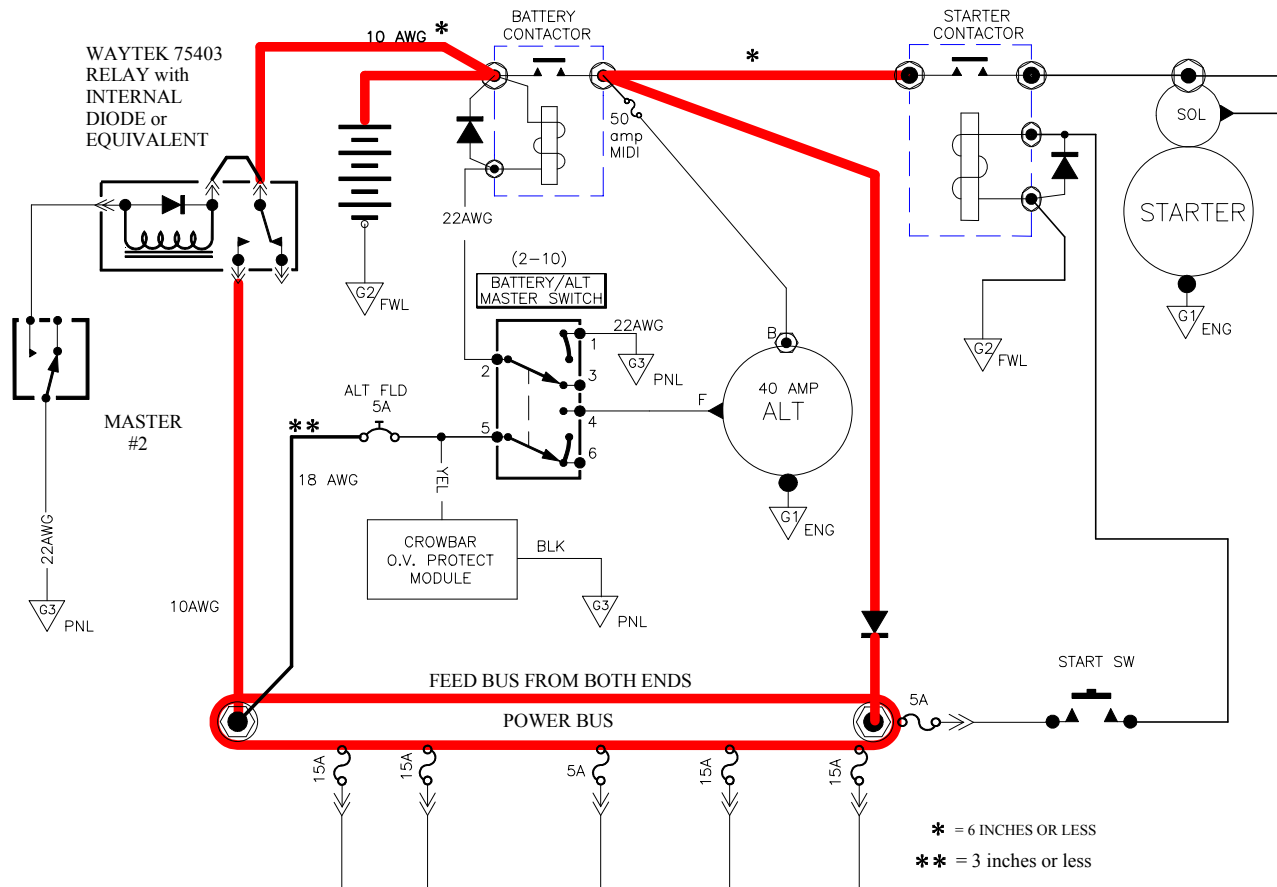 BATTERY
CONTACTOR
STARTER
CONTACTOR
10 AWG *
*
WAYTEK 75403
RELAY with
INTERNAL
DIODE or
EQUIVALENT
50
amp
MIDI
SOL
STARTER
22AWG
G2 FWL
(2-10)
BATTERY/ALT
MASTER SWITCH
22AWG
1
2
3
4
5
6
G3 PNL
G1 ENG
G2 FWL
B
40 AMP
ALT
F
G1 ENG
ALT FLD
5A
**
18 AWG
YEL
MASTER
#2
22AWG
G3 PNL
CROWBAR
O.V. PROTECT
MODULE
BLK
G3 PNL
10AWG
START SW
FEED BUS FROM BOTH ENDS
POWER BUS
5A
15A
15A
5A
15A
15A
* = 6 INCHES OR LESS
** = 3 inches or less